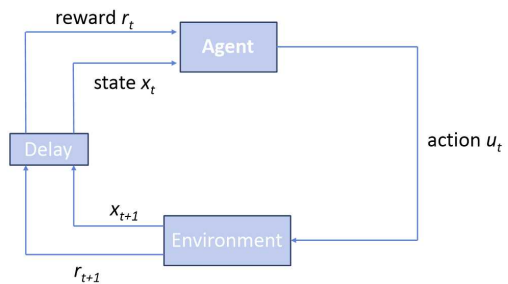 reward r_t
Agent
state x_t
action u_t
Delay
x_{t+1}
Environment
r_{t+1}